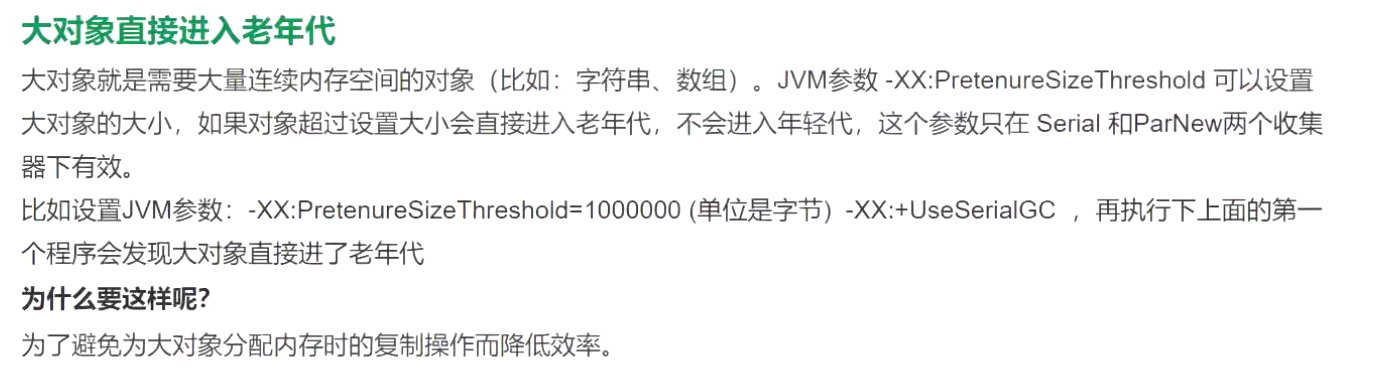 大对象直接进入老年代
大对象就是需要大量连续内存空间的对象（比如：字符串、数组）。JVM参数 -XX:PretenureSizeThreshold 可以设置
大对象的大小，如果对象超过设置大小会直接进入老年代，不会进入年轻代，这个参数只在 Serial 和ParNew两个收集
器下有效。
比如设置JVM参数：-XX:PretenureSizeThreshold=1000000 (单位是字节）-XX:+UseSerialGC ，再执行下上面的第一
个程序会发现大对象直接进了老年代
为什么要这样呢？
为了避免为大对象分配内存时的复制操作而降低效率。